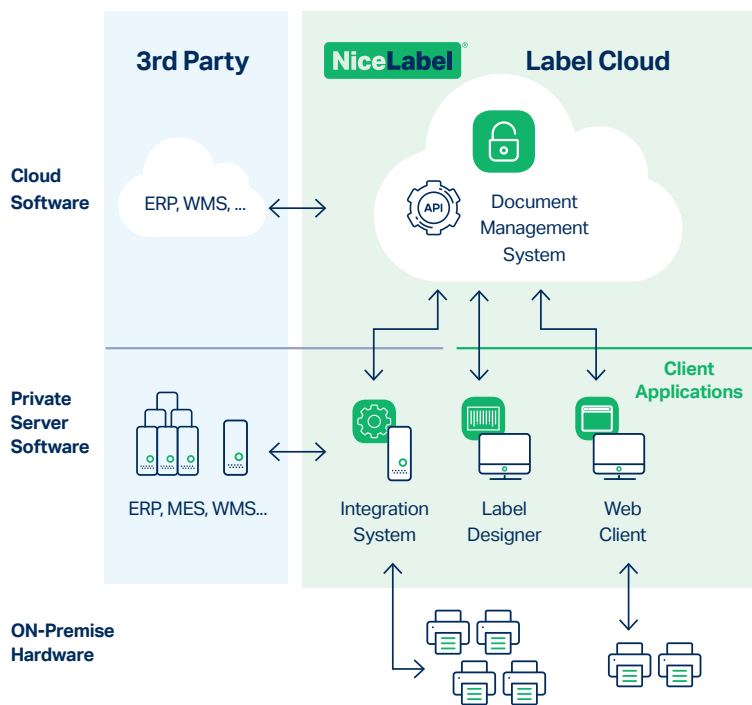 3rd Party
NiceLabel®
Label Cloud
Cloud
Software
ERP, WMS, ...
API
Document
Management
System
Client
Applications
Private
Server
Software
ERP, MES, WMS...
Integration
System
Label
Designer
Web
Client
ON-Premise
Hardware